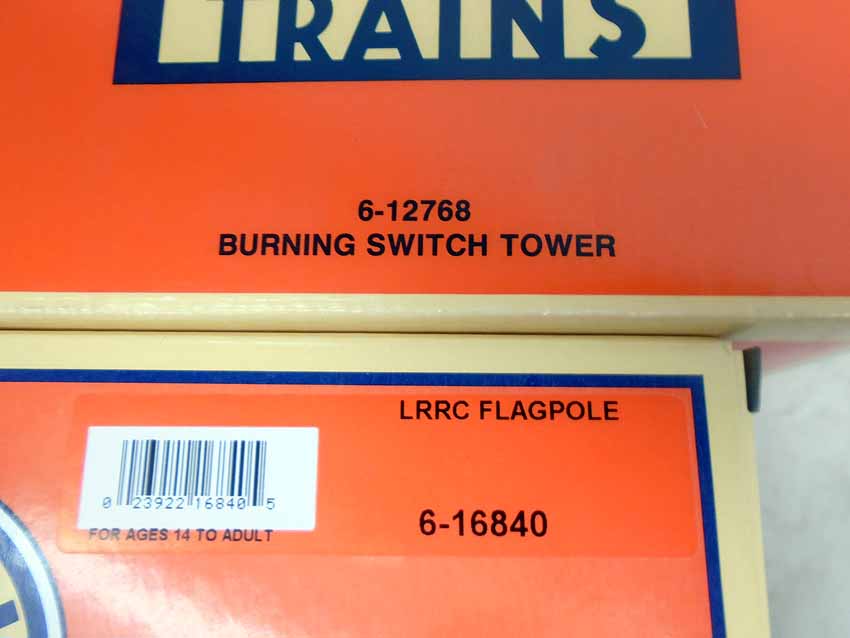 TRAINS
6-12768
BURNING SWITCH TOWER
LRRC FLAGPOLE
0 23922 16840 5
FOR AGES 14 TO ADULT
6-16840